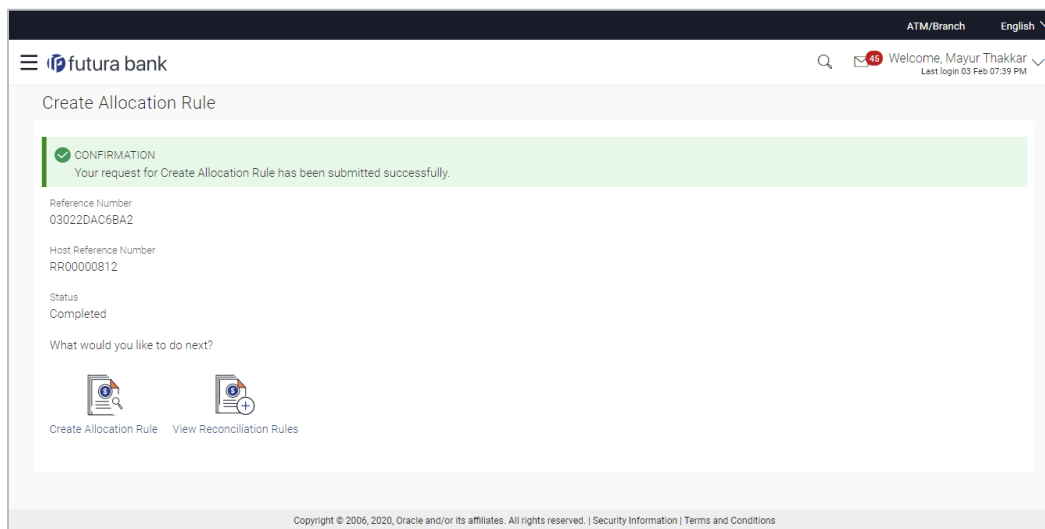 ATM/Branch English
futura bank
45 Welcome, Mayur Thakkar
Last login 03 Feb 07:39 PM
Create Allocation Rule
CONFIRMATION
Your request for Create Allocation Rule has been submitted successfully.
Reference Number
03022DAC6BA2
Host Reference Number
RR00000812
Status
Completed
What would you like to do next?
Create Allocation Rule View Reconciliation Rules
Copyright © 2006, 2020, Oracle and/or its affiliates. All rights reserved. | Security Information | Terms and Conditions